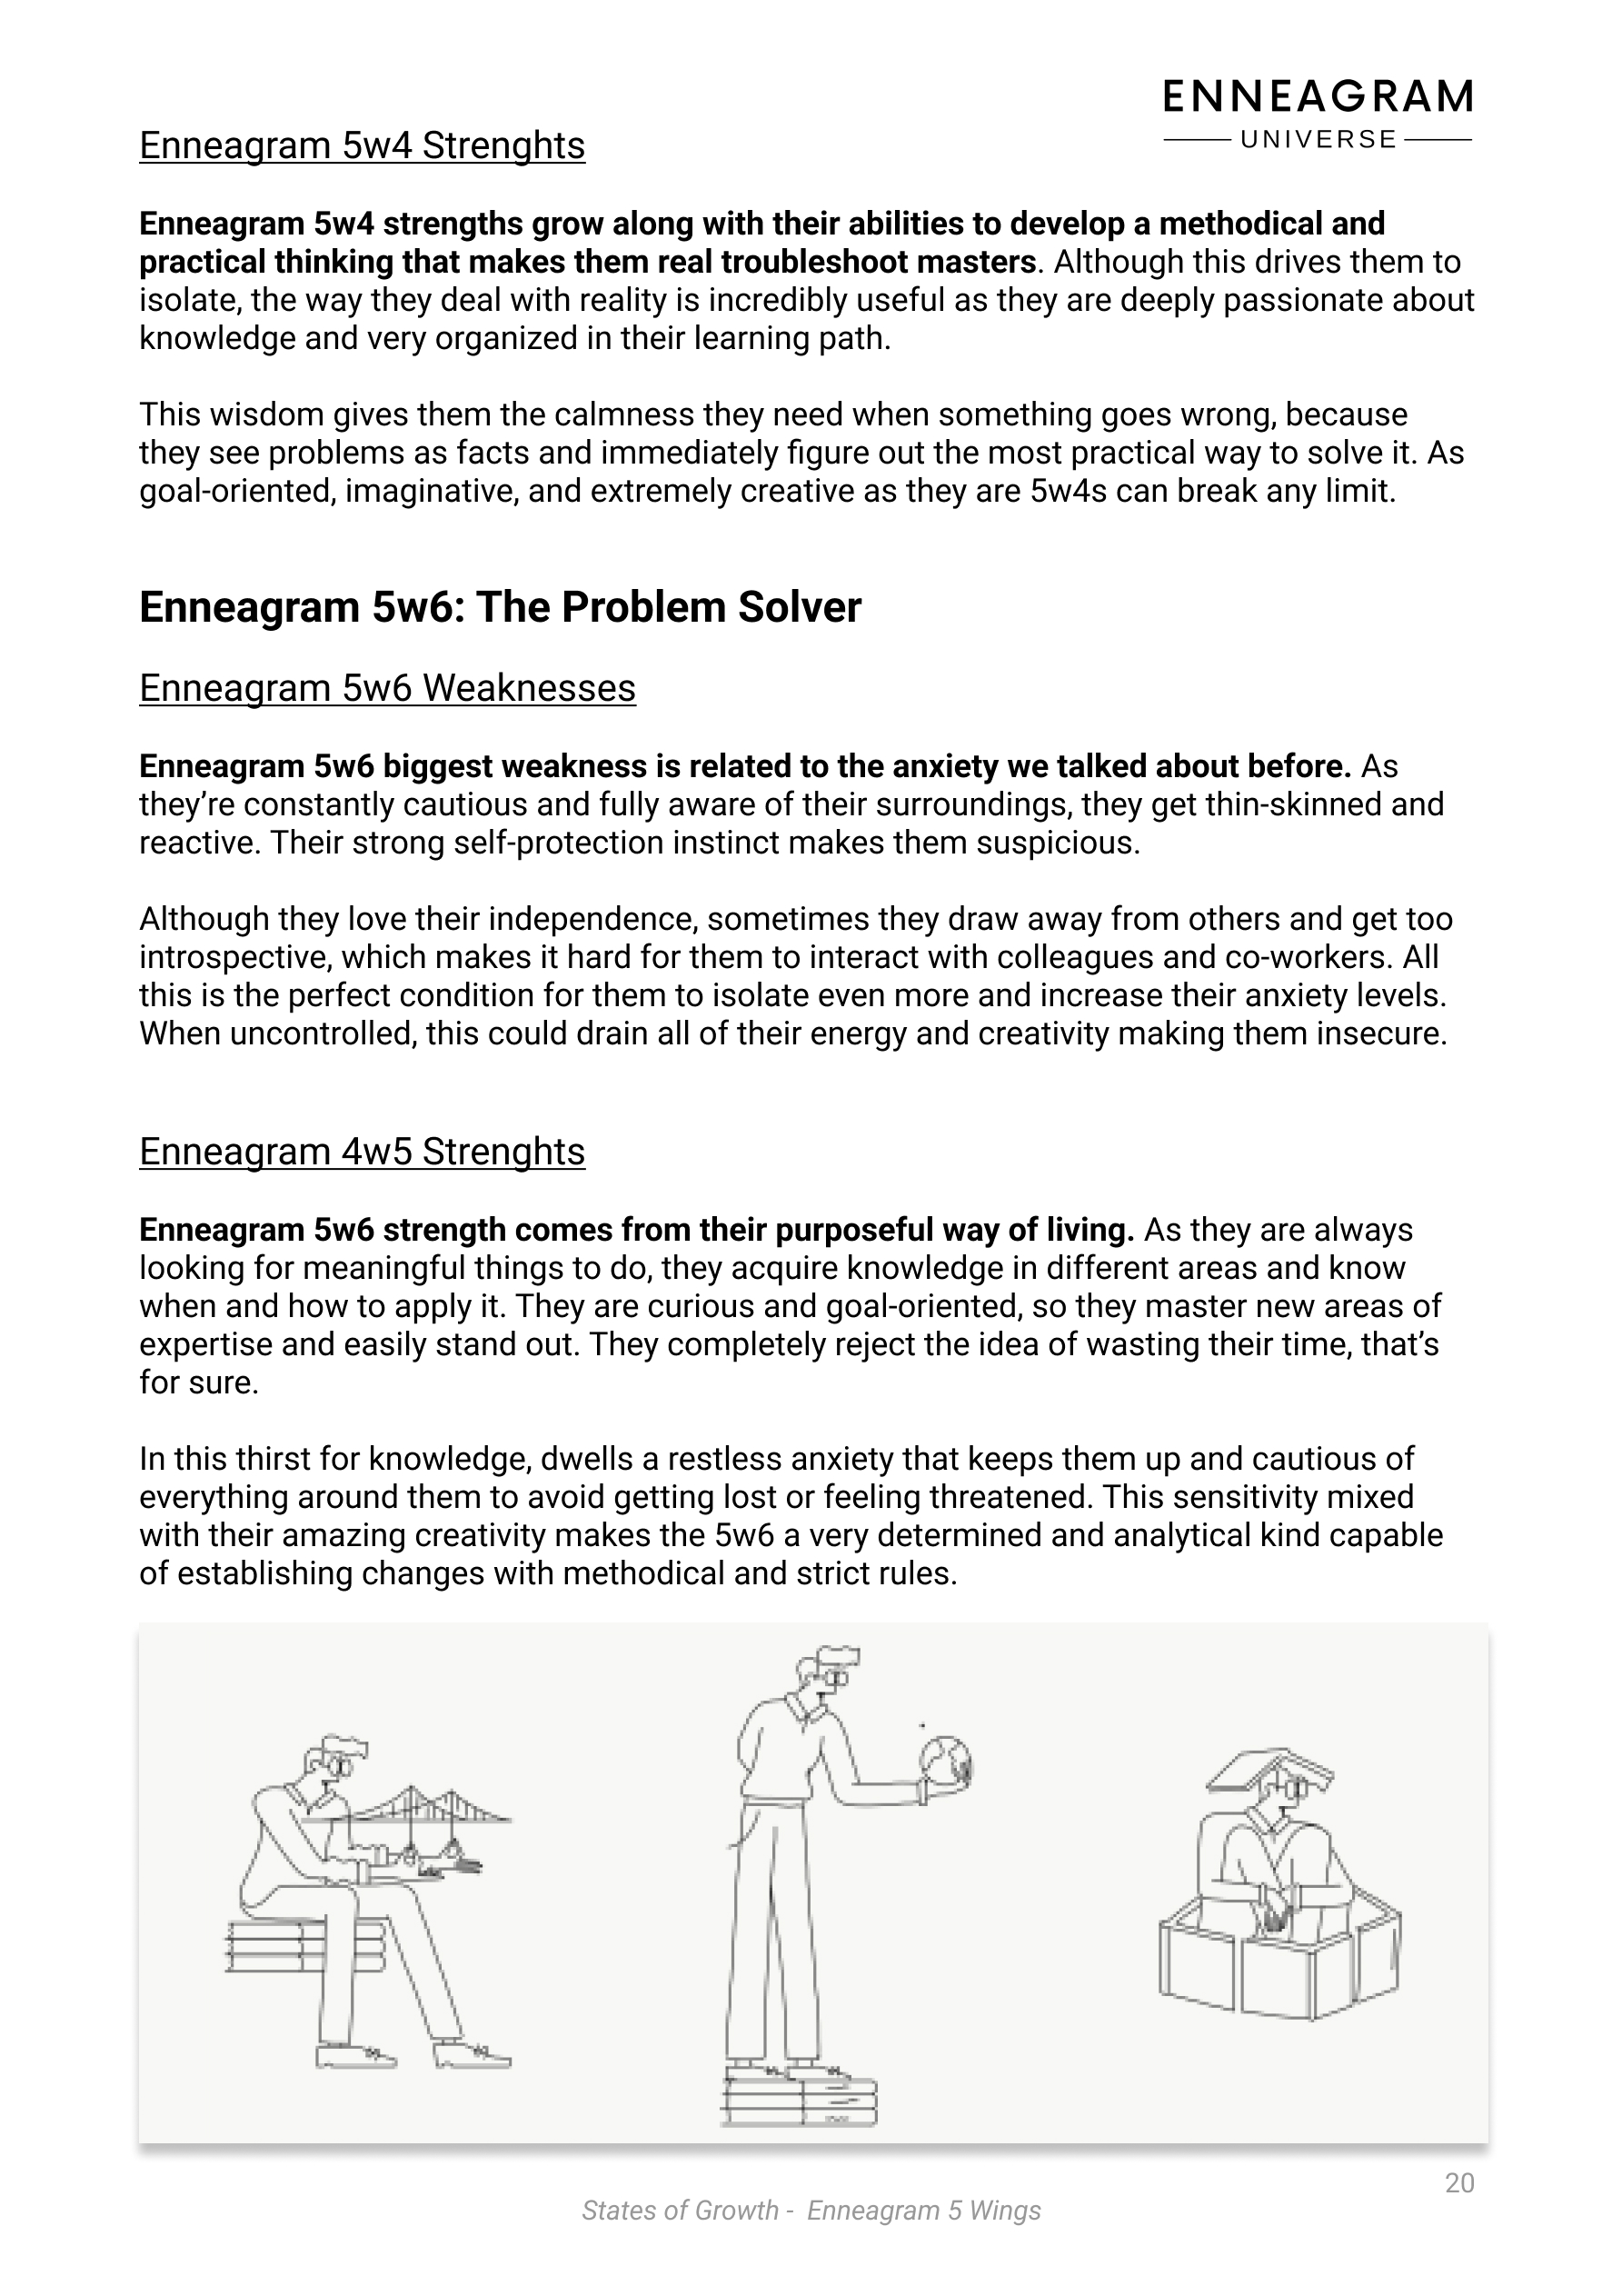 ENNEAGRAM
UNIVERSE
Enneagram 5w4 Strenghts
Enneagram 5w4 strengths grow along with their abilities to develop a methodical and
practical thinking that makes them real troubleshoot masters. Although this drives them to
isolate, the way they deal with reality is incredibly useful as they are deeply passionate about
knowledge and very organized in their learning path.
This wisdom gives them the calmness they need when something goes wrong, because
they see problems as facts and immediately figure out the most practical way to solve it. As
goal-oriented, imaginative, and extremely creative as they are 5w4s can break any limit.
Enneagram 5w6: The Problem Solver
Enneagram 5w6 Weaknesses
Enneagram 5w6 biggest weakness is related to the anxiety we talked about before. As
they’re constantly cautious and fully aware of their surroundings, they get thin-skinned and
reactive. Their strong self-protection instinct makes them suspicious.
Although they love their independence, sometimes they draw away from others and get too
introspective, which makes it hard for them to interact with colleagues and co-workers. All
this is the perfect condition for them to isolate even more and increase their anxiety levels.
When uncontrolled, this could drain all of their energy and creativity making them insecure.
Enneagram 4w5 Strenghts
Enneagram 5w6 strength comes from their purposeful way of living. As they are always
looking for meaningful things to do, they acquire knowledge in different areas and know
when and how to apply it. They are curious and goal-oriented, so they master new areas of
expertise and easily stand out. They completely reject the idea of wasting their time, that’s
for sure.
In this thirst for knowledge, dwells a restless anxiety that keeps them up and cautious of
everything around them to avoid getting lost or feeling threatened. This sensitivity mixed
with their amazing creativity makes the 5w6 a very determined and analytical kind capable
of establishing changes with methodical and strict rules.
20
States of Growth - Enneagram 5 Wings